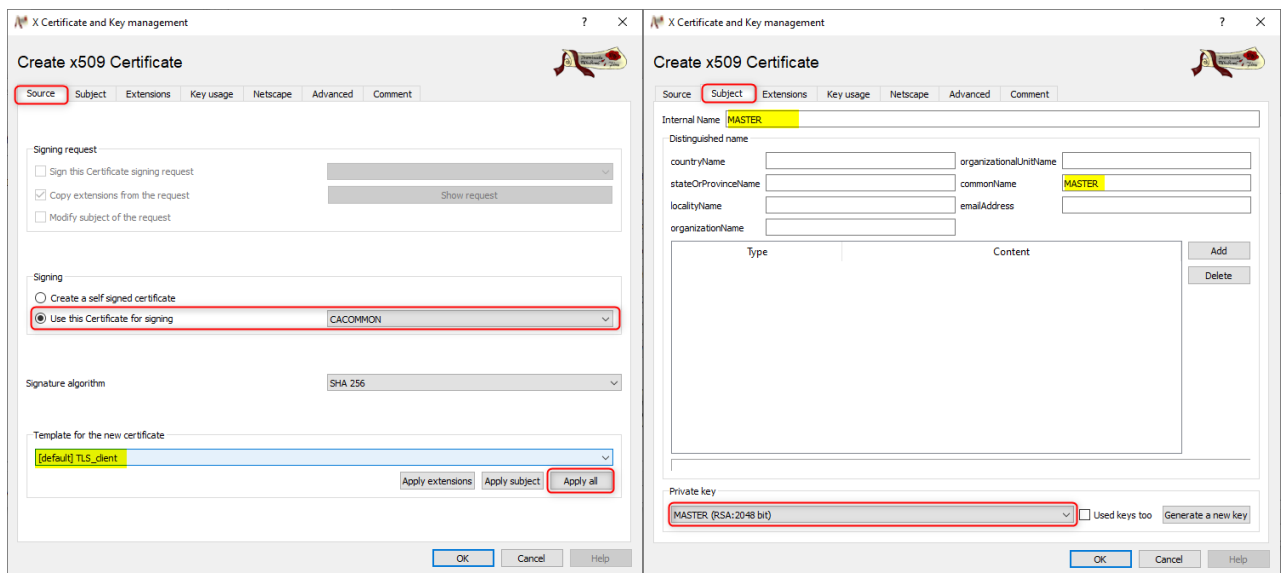 X Certificate and Key management
Create x509 Certificate
Source Subject Extensions Key usage Netscape Advanced Comment
Signing request
Sign this Certificate signing request
Copy extensions from the request Show request
Modify subject of the request
Signing
Create a self signed certificate
Use this Certificate for signing CACOMMON
Signature algorithm SHA 256
Template for the new certificate
[default] TLS_client
Apply extensions Apply subject Apply all
OK Cancel Help
X Certificate and Key management
Create x509 Certificate
Source Subject Extensions Key usage Netscape Advanced Comment
Internal Name MASTER
Distinguished name
countryName organizationalUnitName
stateOrProvinceName commonName MASTER
localityName emailAddress
organizationName
Type Content Add
Delete
Private key
MASTER (RSA:2048 bit) Used keys too Generate a new key
OK Cancel Help